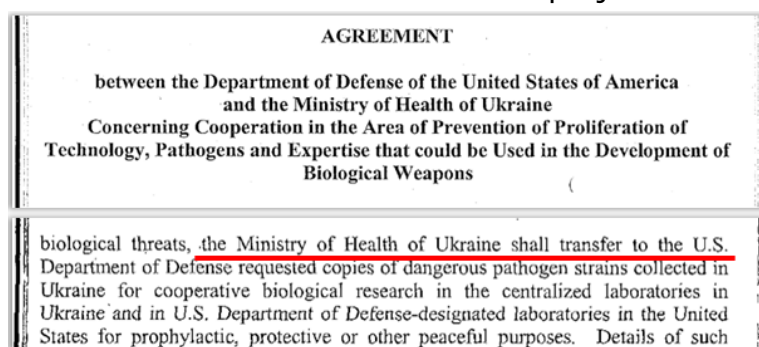 AGREEMENT
between the Department of Defense of the United States of America
and the Ministry of Health of Ukraine
Concerning Cooperation in the Area of Prevention of Proliferation of
Technology, Pathogens and Expertise that could be Used in the Development of
Biological Weapons
biological threats, the Ministry of Health of Ukraine shall transfer to the U.S.
Department of Defense requested copies of dangerous pathogen strains collected in
Ukraine for cooperative biological research in the centralized laboratories in
Ukraine and in U.S. Department of Defense-designated laboratories in the United
States for prophylactic, protective or other peaceful purposes. Details of such